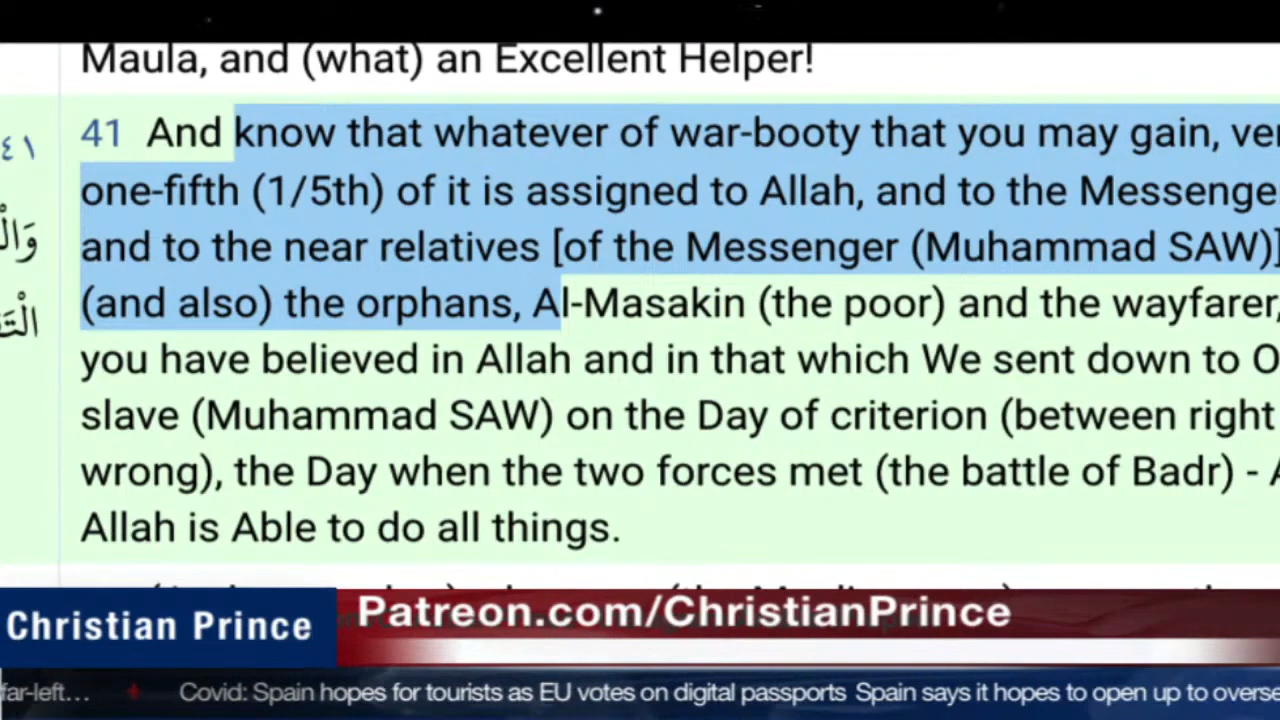 Maula, and (what) an Excellent Helper!
٤١
41 And know that whatever of war-booty that you may gain,
one-fifth (1/5th) of it is assigned to Allah, and to the
and to the near relatives [of the Messenger (Muhammad SAW)]
(and also) the orphans, Al-Masakin (the poor) and the wayfarer,
you have believed in Allah and in that which We sent down to
slave (Muhammad SAW) on the Day of criterion (between right
wrong), the Day when the two forces met (the battle of Badr) -
Allah is Able to do all things.
Christian Prince
Patreon.com/ChristianPrince
far-left... Covid: Spain hopes for tourists as EU votes on digital passports Spain says it hopes to open up to